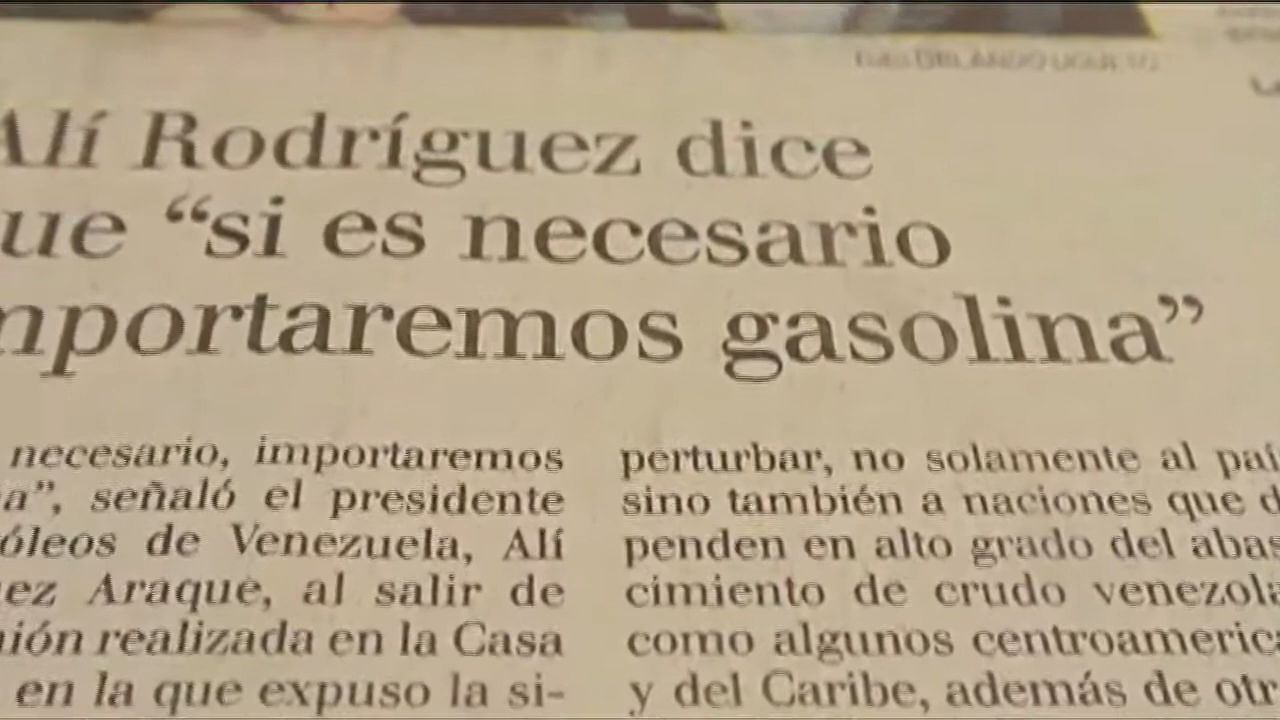 Alí Rodríguez dice
ue “si es necesario
mportaremos gasolina”
necesario, importaremos
a”, señaló el presidente
óleos de Venezuela, Alí
ez Araque, al salir de
nión realizada en la Casa
en la que expuso la si-
perturbar, no solamente al paí
sino también a naciones que d
penden en alto grado del abas
cimiento de crudo venezola
como algunos centroamerica
y del Caribe, además de otr